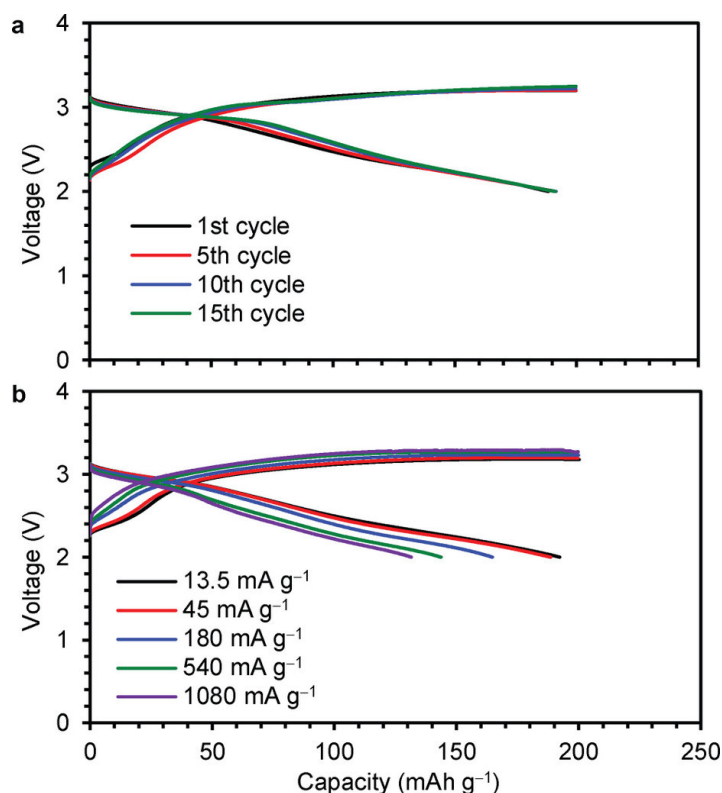 a
4
3
2
1
0
Voltage (V)
1st cycle
5th cycle
10th cycle
15th cycle
b
4
3
2
1
0
Voltage (V)
13.5 mA g⁻¹
45 mA g⁻¹
180 mA g⁻¹
540 mA g⁻¹
1080 mA g⁻¹
0 50 100 150 200 250
Capacity (mAh g⁻¹)